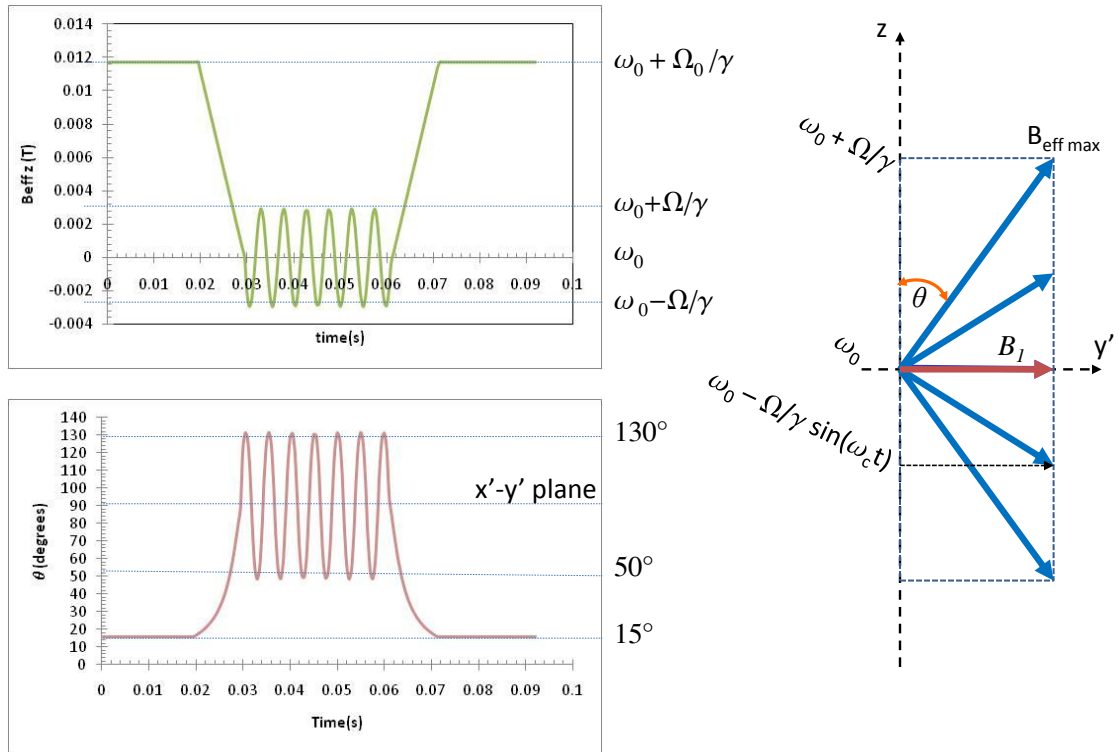 0.014
0.012
0.01
0.008
0.006
0.004
0.002
0
-0.002
-0.004
Beff z (T)
0 0.01 0.02 0.03 0.04 0.05 0.06 0.07 0.08 0.09 0.1
time(s)
ω₀ + Ω₀/γ
ω₀+Ω/γ
ω₀
ω₀−Ω/γ
140
130
120
110
100
90
80
70
60
50
40
30
20
10
0
θ (degrees)
0 0.01 0.02 0.03 0.04 0.05 0.06 0.07 0.08 0.09 0.1
Time(s)
x’-y’ plane
130°
50°
15°
z
ω₀ + Ω/γ
B eff max
θ
ω₀
B₁
y’
ω₀ − Ω/γ sin(ω_c t)